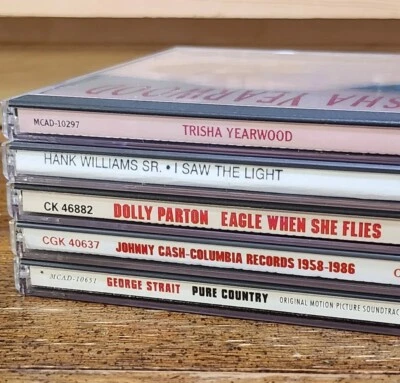 TRISHA YEARWOOD
MCAD-10297 TRISHA YEARWOOD
HANK WILLIAMS SR. • I SAW THE LIGHT
CK 46882 DOLLY PARTON EAGLE WHEN SHE FLIES
CGK 40637 JOHNNY CASH-COLUMBIA RECORDS 1958-1986
MCAD-10651 GEORGE STRAIT PURE COUNTRY ORIGINAL MOTION PICTURE SOUNDTRAC